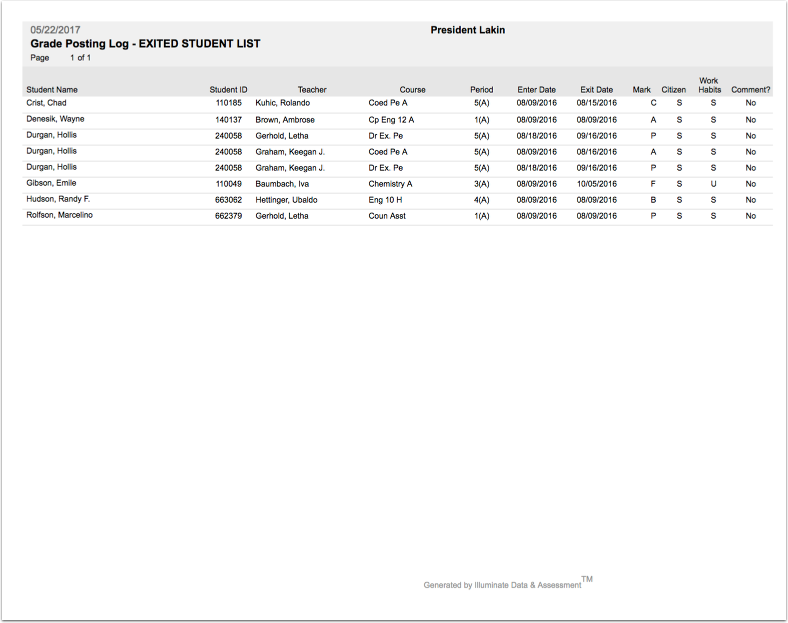 05/22/2017 President Lakin
Grade Posting Log - EXITED STUDENT LIST
Page 1 of 1
Student Name Student ID Teacher Course Period Enter Date Exit Date Mark Citizen Work Habits Comment?
Crist, Chad 110185 Kuhic, Rolando Coed Pe A 5(A) 08/09/2016 08/15/2016 C S S No
Denesik, Wayne 140137 Brown, Ambrose Cp Eng 12 A 1(A) 08/09/2016 08/09/2016 A S S No
Durgan, Hollis 240058 Gerhold, Letha Dr Ex. Pe 5(A) 08/18/2016 09/16/2016 P S S No
Durgan, Hollis 240058 Graham, Keegan J. Coed Pe A 5(A) 08/09/2016 08/16/2016 A S S No
Durgan, Hollis 240058 Graham, Keegan J. Dr Ex. Pe 5(A) 08/18/2016 09/16/2016 P S S No
Gibson, Emile 110049 Baumbach, Iva Chemistry A 3(A) 08/09/2016 10/05/2016 F S U No
Hudson, Randy F. 663062 Hettinger, Ubaldo Eng 10 H 4(A) 08/09/2016 08/09/2016 B S S No
Rolfson, Marcelino 662379 Gerhold, Letha Coun Asst 1(A) 08/09/2016 08/09/2016 P S S No
Generated by Illuminate Data & Assessment™